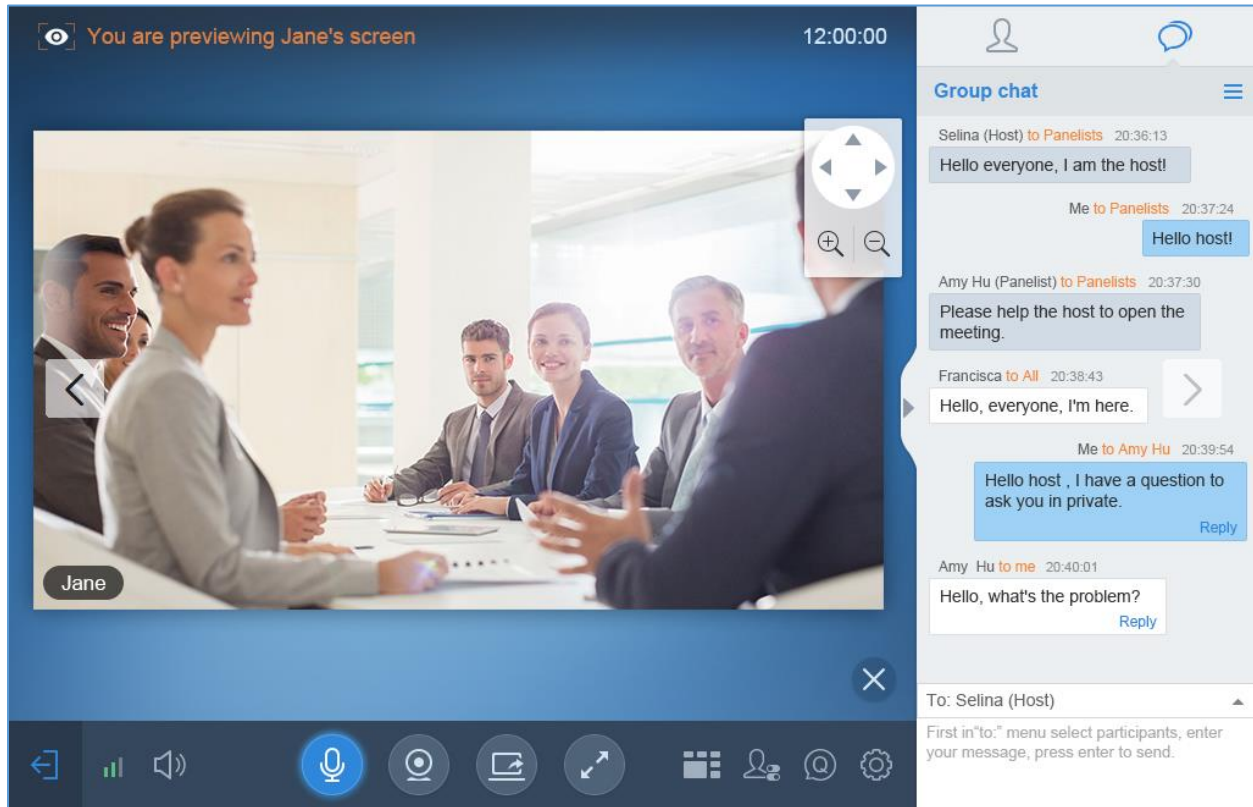 You are previewing Jane's screen
12:00:00
Jane
Group chat
Selina (Host) to Panelists 20:36:13
Hello everyone, I am the host!
Me to Panelists 20:37:24
Hello host!
Amy Hu (Panelist) to Panelists 20:37:30
Please help the host to open the
meeting.
Francisca to All 20:38:43
Hello, everyone, I'm here.
Me to Amy Hu 20:39:54
Hello host , I have a question to
ask you in private.
Reply
Amy Hu to me 20:40:01
Hello, what's the problem?
Reply
To: Selina (Host)
First in“to:” menu select participants, enter
your message, press enter to send.